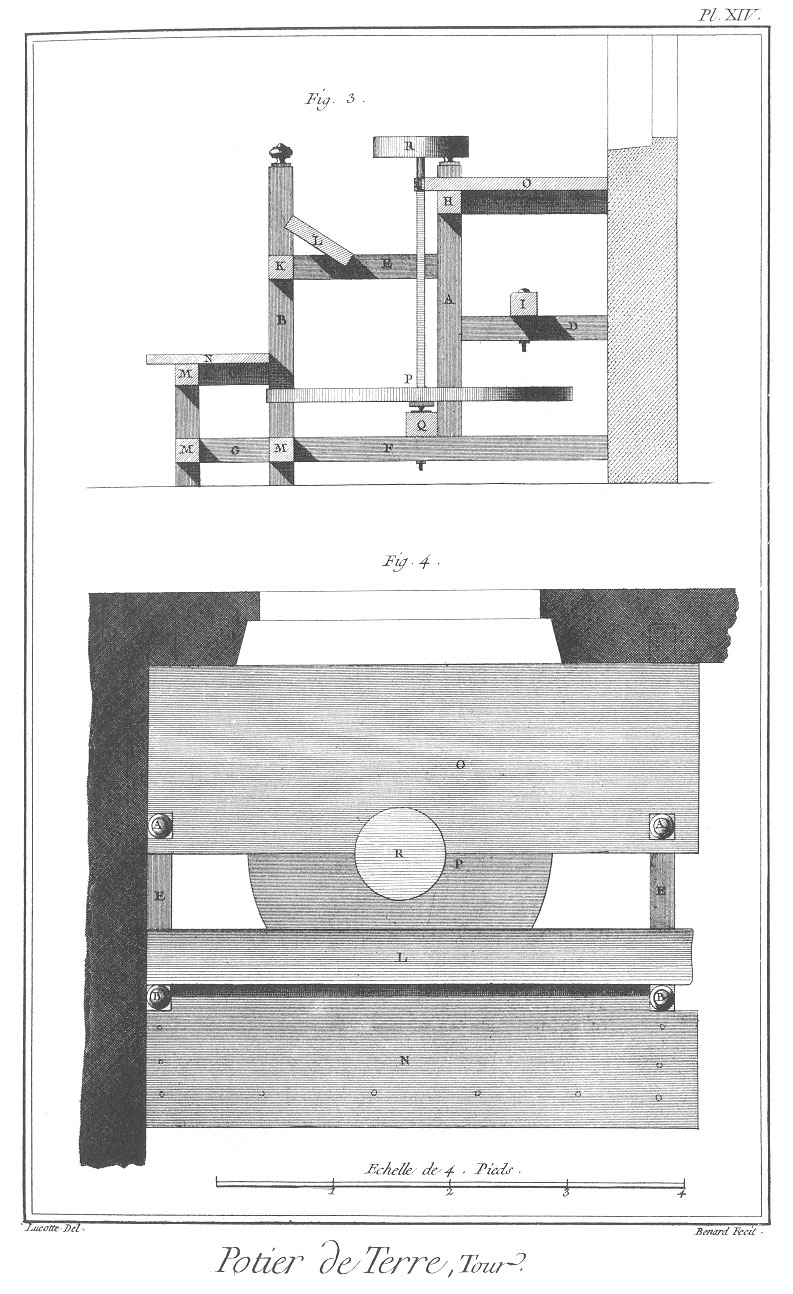 Pl. XIV.
Fig. 3.
R
O
H
L
K
E
A
I
B
D
N
P
M
Q
M
G
M
F
Fig. 4.
O
A
A
R
P
E
E
L
B
B
N
Echelle de 4. Pieds.
1 2 3 4
Lucotte Del.
Benard Fecit.
Potier de Terre, Tour.